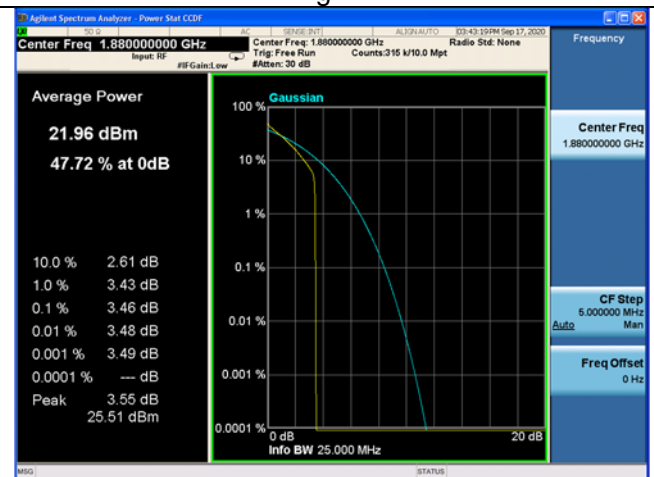 Agilent Spectrum Analyzer - Power Stat CCDF
50 Ω AC SENSE:INT ALIGN AUTO 03:43:19 PM Sep 17, 2020
Center Freq 1.880000000 GHz
Input: RF
#IFGain:Low
Center Freq: 1.880000000 GHz
Radio Std: None
Trig: Free Run
Counts:315 k/10.0 Mpt
#Atten: 30 dB
Frequency
Average Power
21.96 dBm
47.72 % at 0dB
10.0 % 2.61 dB
1.0 % 3.43 dB
0.1 % 3.46 dB
0.01 % 3.48 dB
0.001 % 3.49 dB
0.0001 % --- dB
Peak 3.55 dB
25.51 dBm
Gaussian
100 %
10 %
1 %
0.1 %
0.01 %
0.001 %
0.0001 %
0 dB
20 dB
Info BW 25.000 MHz
Center Freq
1.880000000 GHz
CF Step
5.000000 MHz
Auto Man
Freq Offset
0 Hz
MSG
STATUS